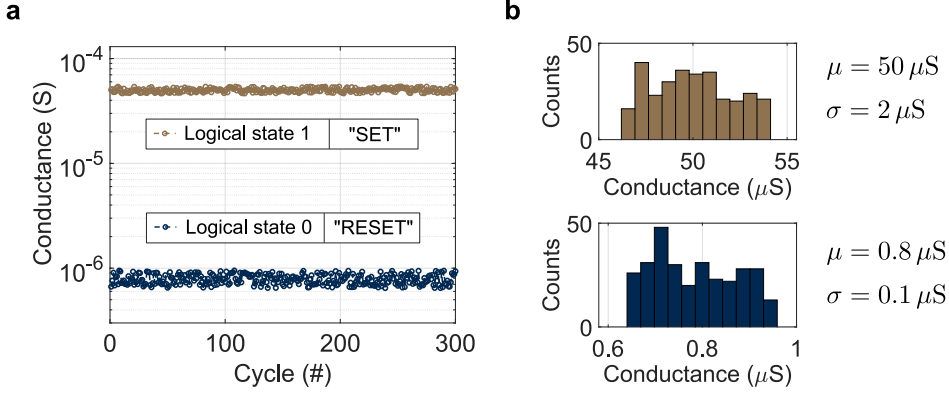 a
Conductance (S)
10^-4
10^-5
10^-6
Logical state 1 "SET"
Logical state 0 "RESET"
0 100 200 300
Cycle (#)
b
Counts
50
0
45 50 55
Conductance (μS)
μ = 50 μS
σ = 2 μS
Counts
50
0
0.6 0.8 1
Conductance (μS)
μ = 0.8 μS
σ = 0.1 μS